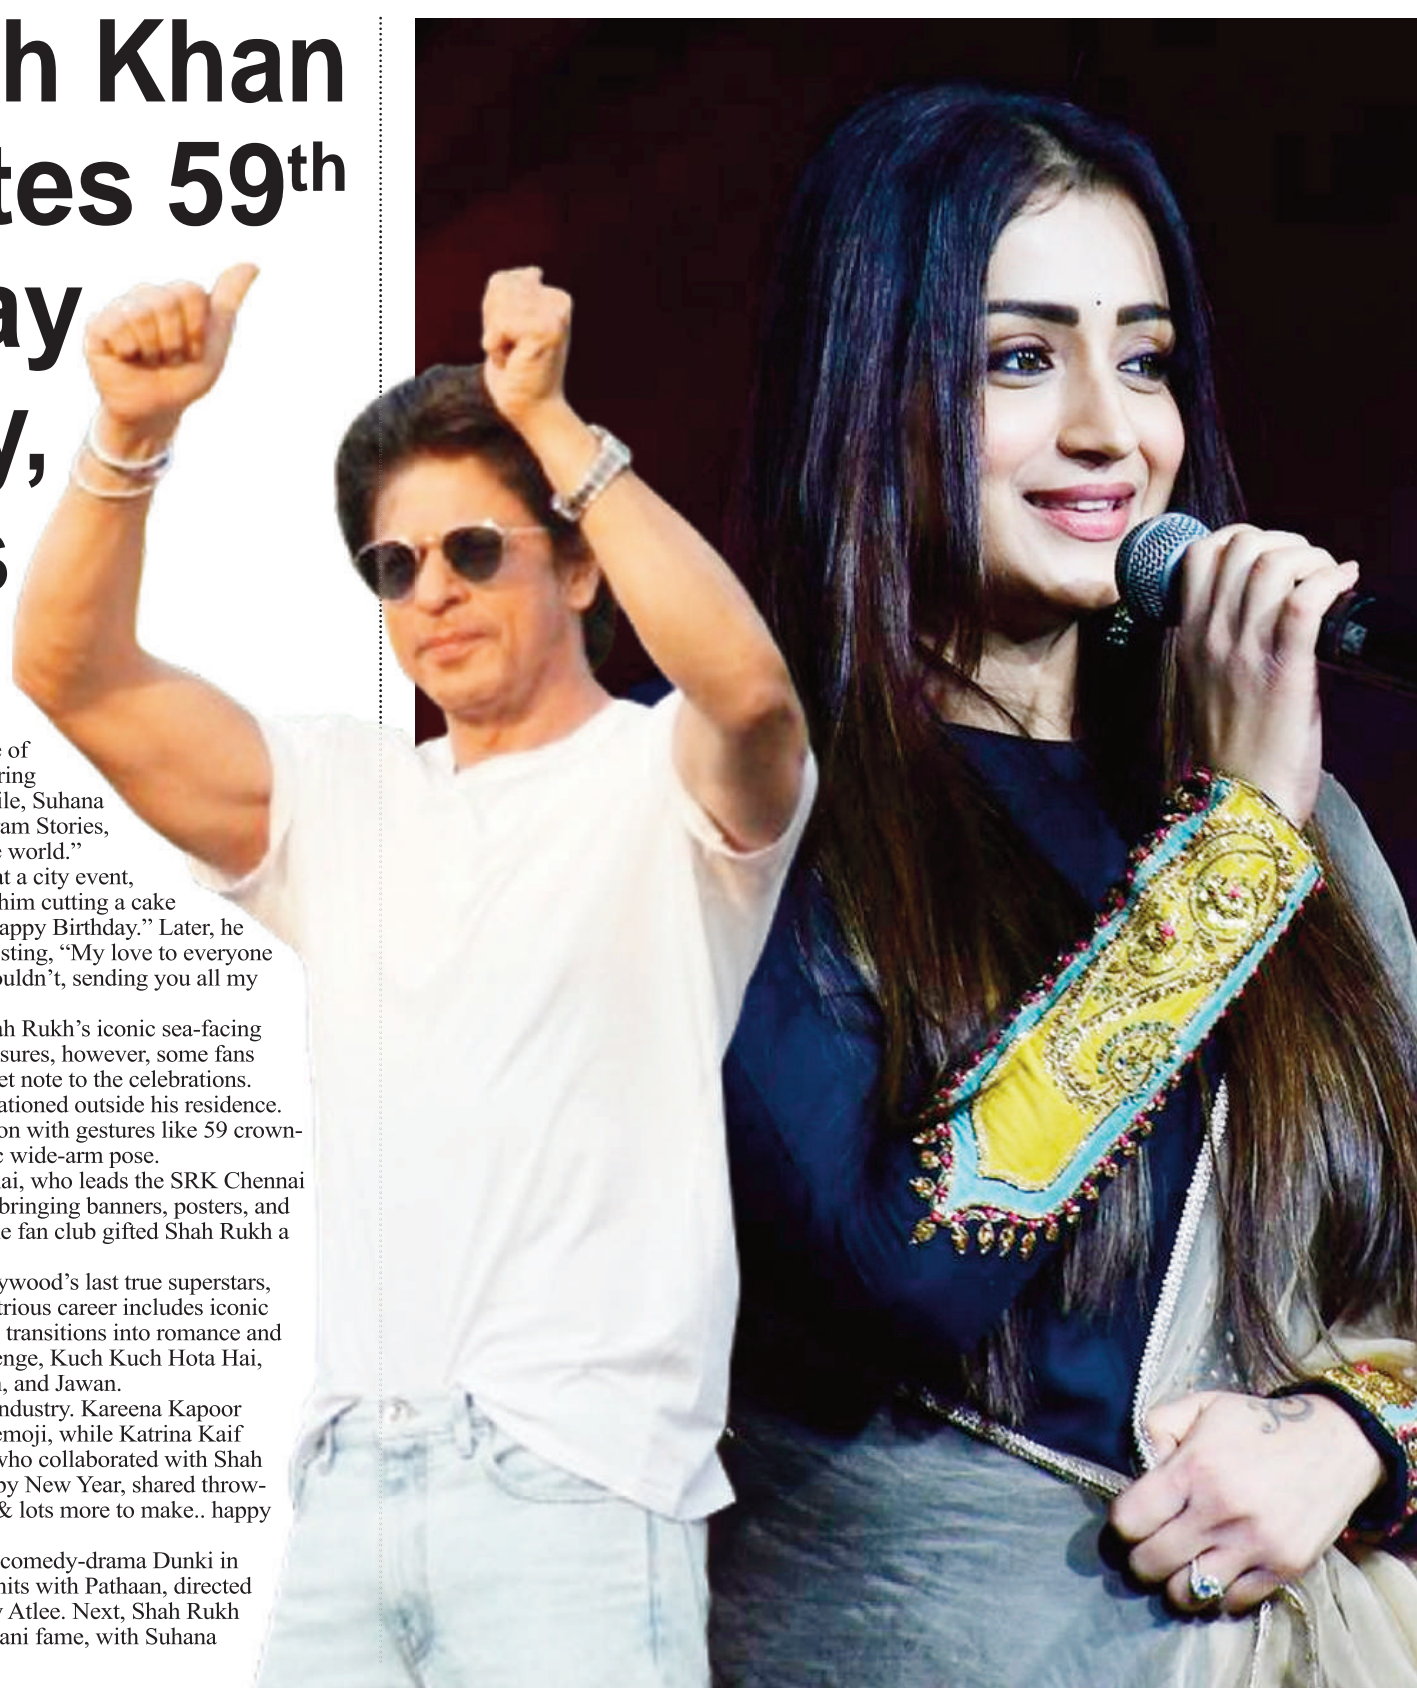 h Khan
tes 59th
ay
y,
s
e of
ring
ile, Suhana
ram Stories,
e world.”
at a city event,
him cutting a cake
appy Birthday.” Later, he
sting, “My love to everyone
ouldn’t, sending you all my
ah Rukh’s iconic sea-facing
sures, however, some fans
et note to the celebrations.
ationed outside his residence.
on with gestures like 59 crown-
c wide-arm pose.
nai, who leads the SRK Chennai
bringing banners, posters, and
e fan club gifted Shah Rukh a
ywood’s last true superstars,
trious career includes iconic
transitions into romance and
enge, Kuch Kuch Hota Hai,
n, and Jawan.
ndustry. Kareena Kapoor
emoji, while Katrina Kaif
who collaborated with Shah
py New Year, shared throw-
& lots more to make.. happy
comedy-drama Dunki in
hits with Pathaan, directed
y Atlee. Next, Shah Rukh
ani fame, with Suhana